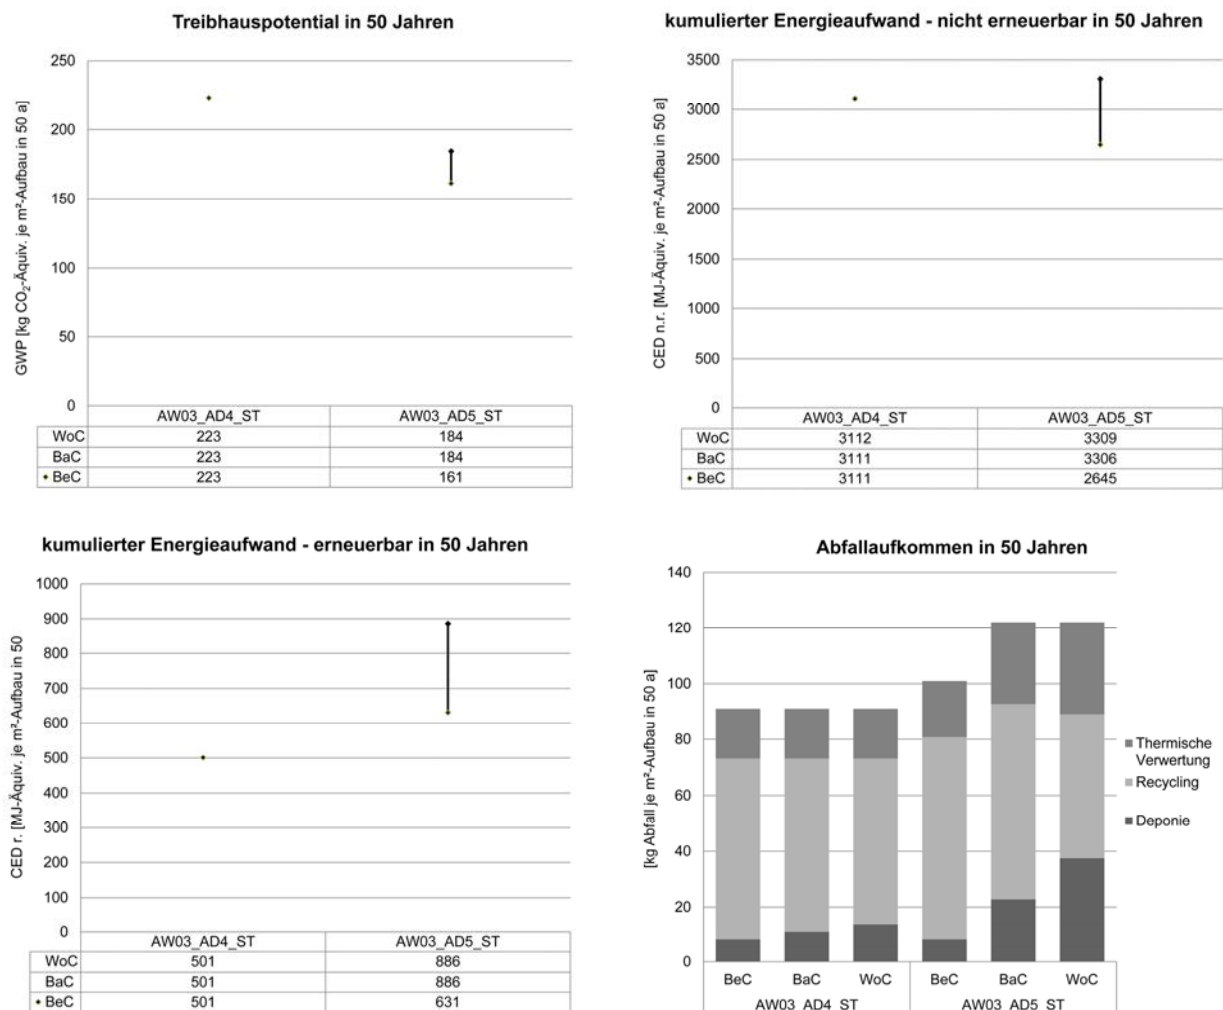 Treibhauspotential in 50 Jahren
GWP [kg CO₂-Äquiv. je m²-Aufbau in 50 a]
250
200
150
100
50
0
AW03_AD4_ST AW03_AD5_ST
WoC 223 184
BaC 223 184
BeC 223 161
kumulierter Energieaufwand - nicht erneuerbar in 50 Jahren
CED n.r. [MJ-Äquiv. je m²-Aufbau in 50 a]
3500
3000
2500
2000
1500
1000
500
0
AW03_AD4_ST AW03_AD5_ST
WoC 3112 3309
BaC 3111 3306
BeC 3111 2645
kumulierter Energieaufwand - erneuerbar in 50 Jahren
CED r. [MJ-Äquiv. je m²-Aufbau in 50
1000
900
800
700
600
500
400
300
200
100
0
AW03_AD4_ST AW03_AD5_ST
WoC 501 886
BaC 501 886
BeC 501 631
Abfallaufkommen in 50 Jahren
[kg Abfall je m²-Aufbau in 50 a]
140
120
100
80
60
40
20
0
BeC BaC WoC BeC BaC WoC
AW03_AD4_ST AW03_AD5_ST
Thermische
Verwertung
Recycling
Deponie